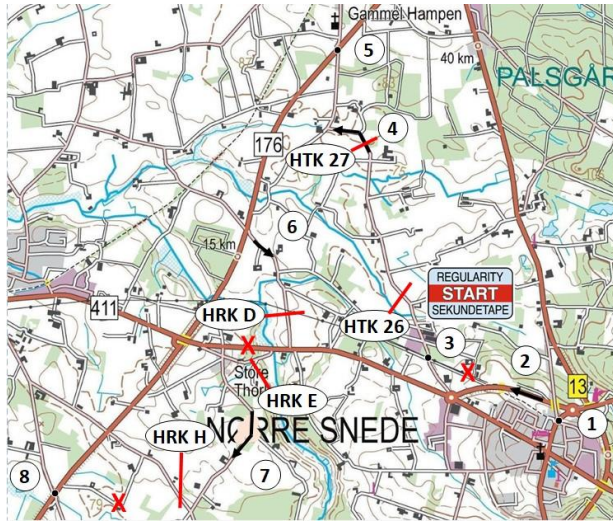 Gammel Hampen
5
40 km
PALSGÅR
4
176
HTK 27
6
15 km
REGULARITY
START
SEKUNDETAPE
411
HRK D
HTK 26
3
2
13
Store
HRK E
1
NØRRE SNEDE
HRK H
7
8
79